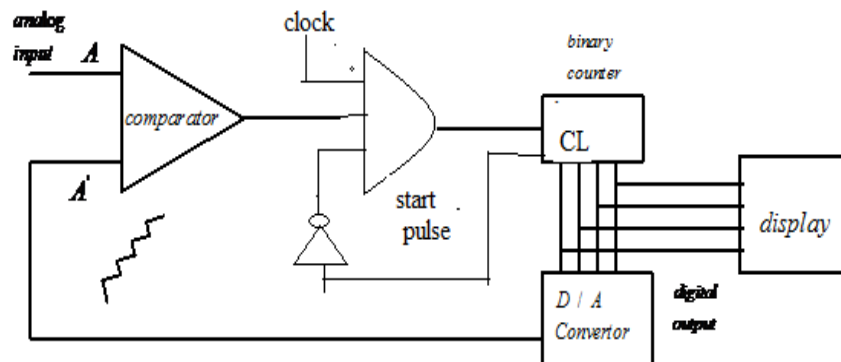 analog
input
A
clock
binary
counter
comparator
CL
A'
start
pulse
display
D / A
Convertor
digital
output